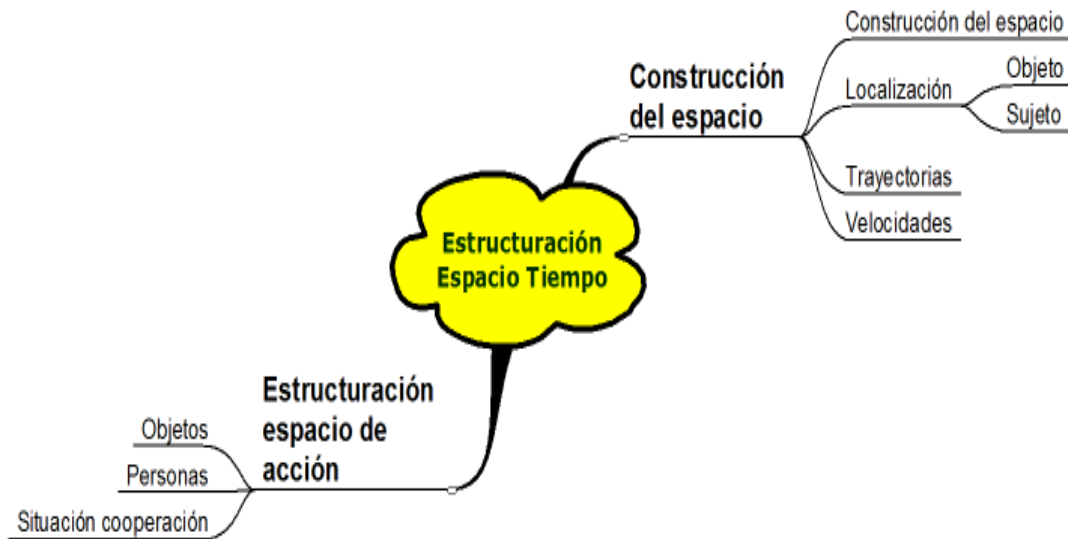 Construcción del espacio
Construcción
del espacio
Localización
Objeto
Sujeto
Trayectorias
Velocidades
Estructuración
Espacio Tiempo
Estructuración
espacio de
acción
Objetos
Personas
Situación cooperación